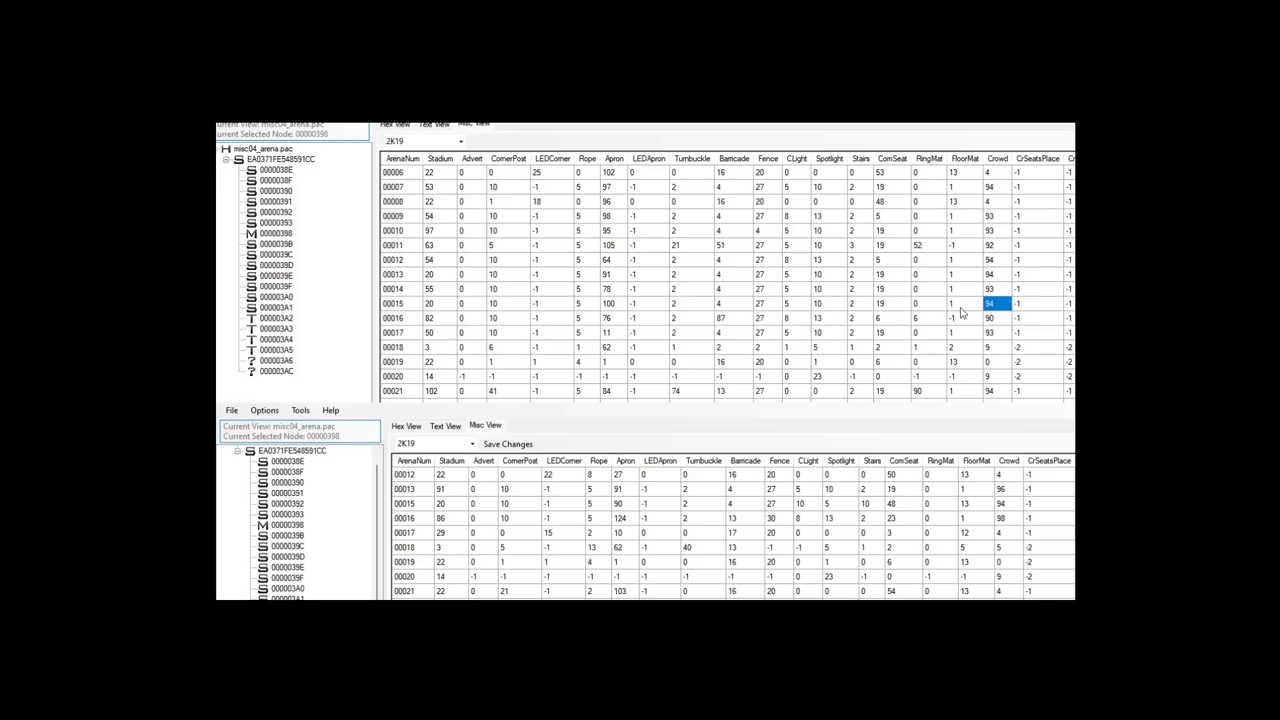 urrent View: misc04_arena.pac
urrent Selected Node: 00000398
Hex View Text View Misc View
2K19
misc04_arena.pac
EA0371FE548591CC
0000038E
0000038F
00000390
00000391
00000392
00000393
00000398
0000039B
0000039C
0000039D
0000039E
0000039F
000003A0
000003A1
000003A2
000003A3
000003A4
000003A5
000003A6
000003AC
ArenaNum Stadium Advert CornerPost LEDCorner Rope Apron LEDApron Turnbuckle Barricade Fence CLight Spotlight Stairs ComSeat RingMat FloorMat Crowd CrSeatsPlace Cr
00006 22 0 0 25 0 102 0 0 16 20 0 0 0 53 0 13 4 -1 -1
00007 53 0 10 -1 5 97 -1 2 4 27 5 10 2 19 0 1 94 -1 -1
00008 22 0 1 18 0 96 0 0 16 20 0 0 0 48 0 13 4 -1 -1
00009 54 0 10 -1 5 98 -1 2 4 27 8 13 2 5 0 1 93 -1 -1
00010 97 0 10 -1 5 95 -1 2 4 4 5 10 2 19 0 1 93 -1 -1
00011 63 0 5 -1 5 105 -1 21 51 27 5 10 3 19 52 -1 92 -1 -1
00012 54 0 10 -1 5 64 -1 2 4 27 8 13 2 5 0 1 94 -1 -1
00013 20 0 10 -1 5 91 -1 2 4 27 5 10 2 19 0 1 94 -1 -1
00014 55 0 10 -1 5 78 -1 2 4 27 5 10 2 19 0 1 93 -1 -1
00015 20 0 10 -1 5 100 -1 2 4 27 5 10 2 19 0 1 94 -1 -1
00016 82 0 10 -1 5 76 -1 2 87 27 8 13 2 6 6 -1 90 -1 -1
00017 50 0 10 -1 5 11 -1 2 4 27 5 10 2 19 0 1 93 -1 -1
00018 3 0 6 -1 1 62 -1 1 2 2 1 5 1 2 1 2 9 -2 -2
00019 22 0 1 1 4 1 0 0 16 20 0 1 0 6 0 13 0 -2 -2
00020 14 -1 -1 -1 -1 -1 -1 -1 -1 -1 0 23 -1 0 -1 -1 9 -2 -2
00021 102 0 41 -1 5 84 -1 74 13 27 0 0 2 19 90 1 94 -1 -1
File Options Tools Help
Current View: misc04_arena.pac
Current Selected Node: 00000398
Hex View Text View Misc View
2K19 Save Changes
EA0371FE548591CC
0000038E
0000038F
00000390
00000391
00000392
00000393
00000398
0000039B
0000039C
0000039D
0000039E
0000039F
000003A0
000003A1
ArenaNum Stadium Advert CornerPost LEDCorner Rope Apron LEDApron Turnbuckle Barricade Fence CLight Spotlight Stairs ComSeat RingMat FloorMat Crowd CrSeatsPlace
00012 22 0 0 22 8 27 0 0 16 20 0 0 0 50 0 13 4 -1
00013 91 0 10 -1 5 91 -1 2 4 27 5 10 2 19 0 1 96 -1
00015 20 0 10 -1 5 90 -1 2 4 27 10 5 10 48 0 13 94 -1
00016 86 0 10 -1 5 124 -1 2 13 30 8 13 2 23 0 1 98 -1
00017 29 0 0 15 2 10 0 0 17 20 0 0 0 3 0 12 4 -1
00018 3 0 5 -1 13 62 -1 40 13 -1 -1 5 1 2 0 5 5 -2
00019 22 0 1 1 4 1 0 0 16 20 0 1 0 6 0 13 0 -2
00020 14 -1 -1 -1 -1 -1 -1 -1 -1 -1 0 23 -1 0 -1 -1 9 -2
00021 22 0 21 -1 2 103 -1 0 16 20 0 0 0 54 0 13 4 -1